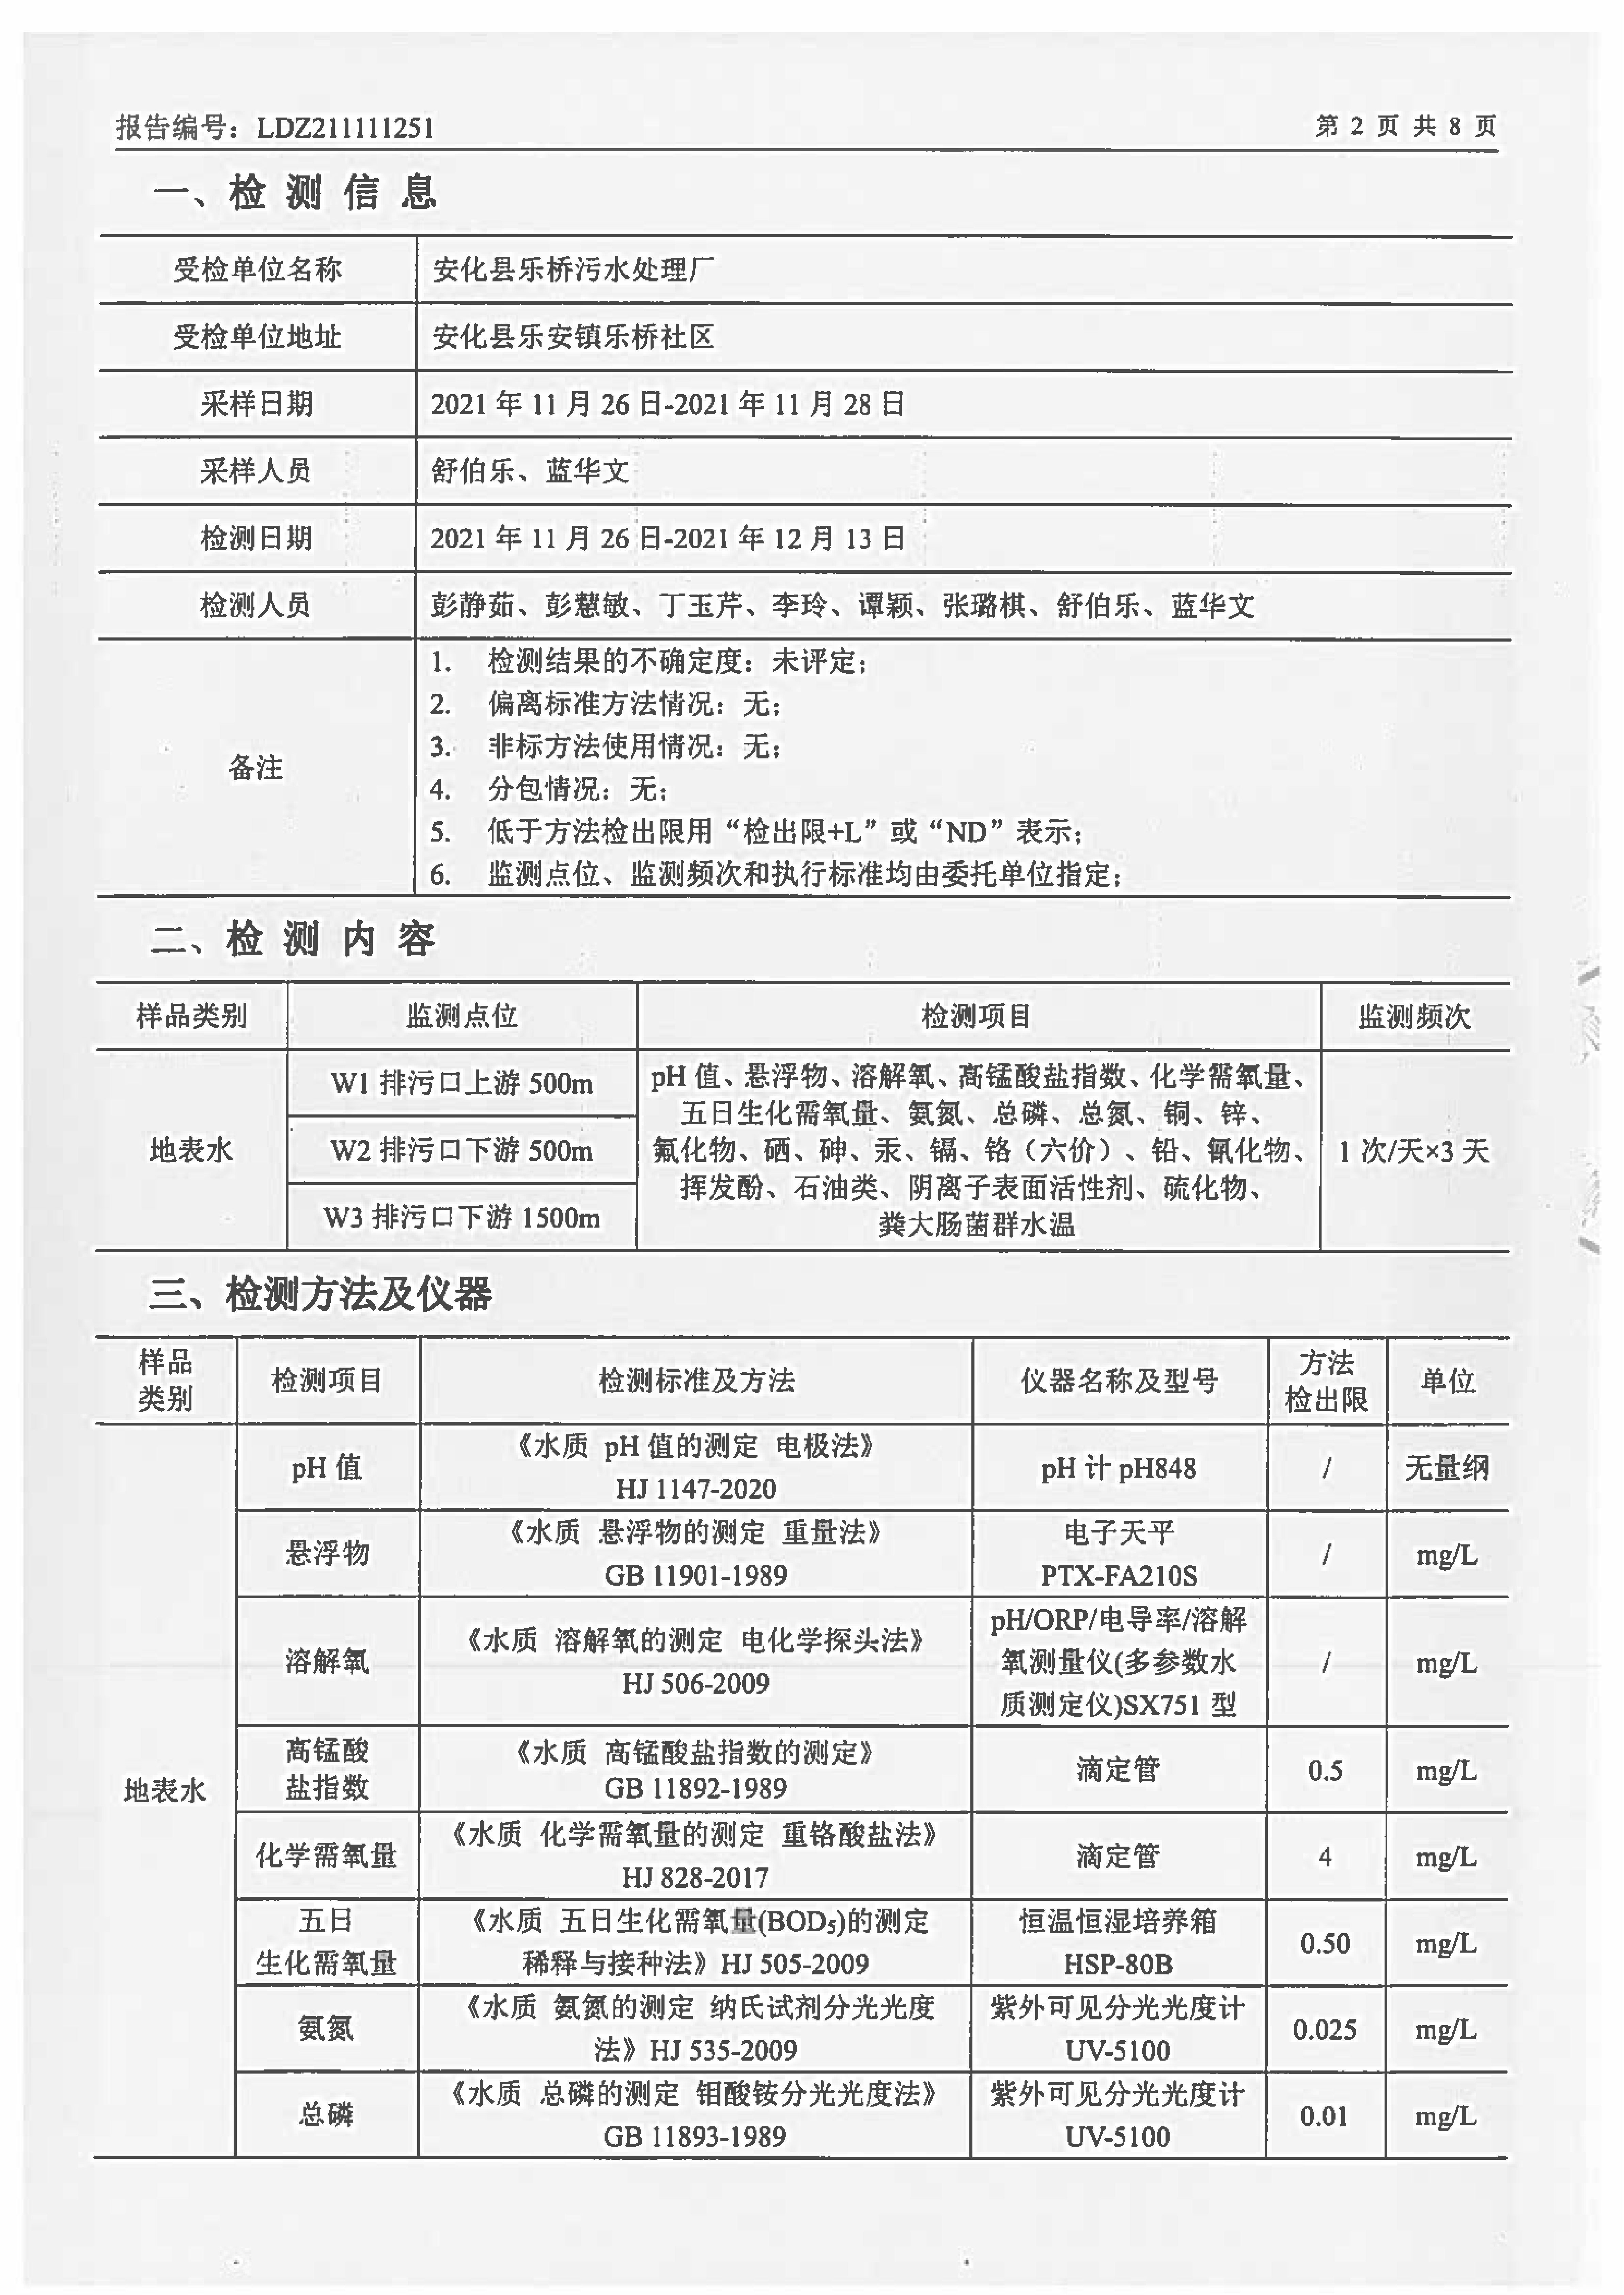 报告编号：LDZ211111251
第 2 页 共 8 页
一、检 测 信 息
受检单位名称
安化县乐桥污水处理厂
受检单位地址
安化县乐安镇乐桥社区
采样日期
2021 年 11 月 26 日-2021 年 11 月 28 日
采样人员
舒伯乐、蓝华文
检测日期
2021 年 11 月 26 日-2021 年 12 月 13 日
检测人员
彭静茹、彭慧敏、丁玉芹、李玲、谭颖、张璐棋、舒伯乐、蓝华文
备注
1. 检测结果的不确定度：未评定；
2. 偏离标准方法情况：无；
3. 非标方法使用情况：无；
4. 分包情况：无；
5. 低于方法检出限用“检出限+L”或“ND”表示；
6. 监测点位、监测频次和执行标准均由委托单位指定；
二、检 测 内 容
样品类别
监测点位
检测项目
监测频次
地表水
W1 排污口上游 500m
W2 排污口下游 500m
W3 排污口下游 1500m
pH 值、悬浮物、溶解氧、高锰酸盐指数、化学需氧量、
五日生化需氧量、氨氮、总磷、总氮、铜、锌、
氟化物、硒、砷、汞、镉、铬（六价）、铅、氰化物、
挥发酚、石油类、阴离子表面活性剂、硫化物、
粪大肠菌群水温
1 次/天×3 天
三、检测方法及仪器
样品
类别
检测项目
检测标准及方法
仪器名称及型号
方法
检出限
单位
地表水
pH 值
《水质 pH 值的测定 电极法》
HJ 1147-2020
pH 计 pH848
/
无量纲
悬浮物
《水质 悬浮物的测定 重量法》
GB 11901-1989
电子天平
PTX-FA210S
/
mg/L
溶解氧
《水质 溶解氧的测定 电化学探头法》
HJ 506-2009
pH/ORP/电导率/溶解
氧测量仪(多参数水
质测定仪)SX751 型
/
mg/L
高锰酸
盐指数
《水质 高锰酸盐指数的测定》
GB 11892-1989
滴定管
0.5
mg/L
化学需氧量
《水质 化学需氧量的测定 重铬酸盐法》
HJ 828-2017
滴定管
4
mg/L
五日
生化需氧量
《水质 五日生化需氧量(BOD₅)的测定
稀释与接种法》HJ 505-2009
恒温恒湿培养箱
HSP-80B
0.50
mg/L
氨氮
《水质 氨氮的测定 纳氏试剂分光光度
法》HJ 535-2009
紫外可见分光光度计
UV-5100
0.025
mg/L
总磷
《水质 总磷的测定 钼酸铵分光光度法》
GB 11893-1989
紫外可见分光光度计
UV-5100
0.01
mg/L